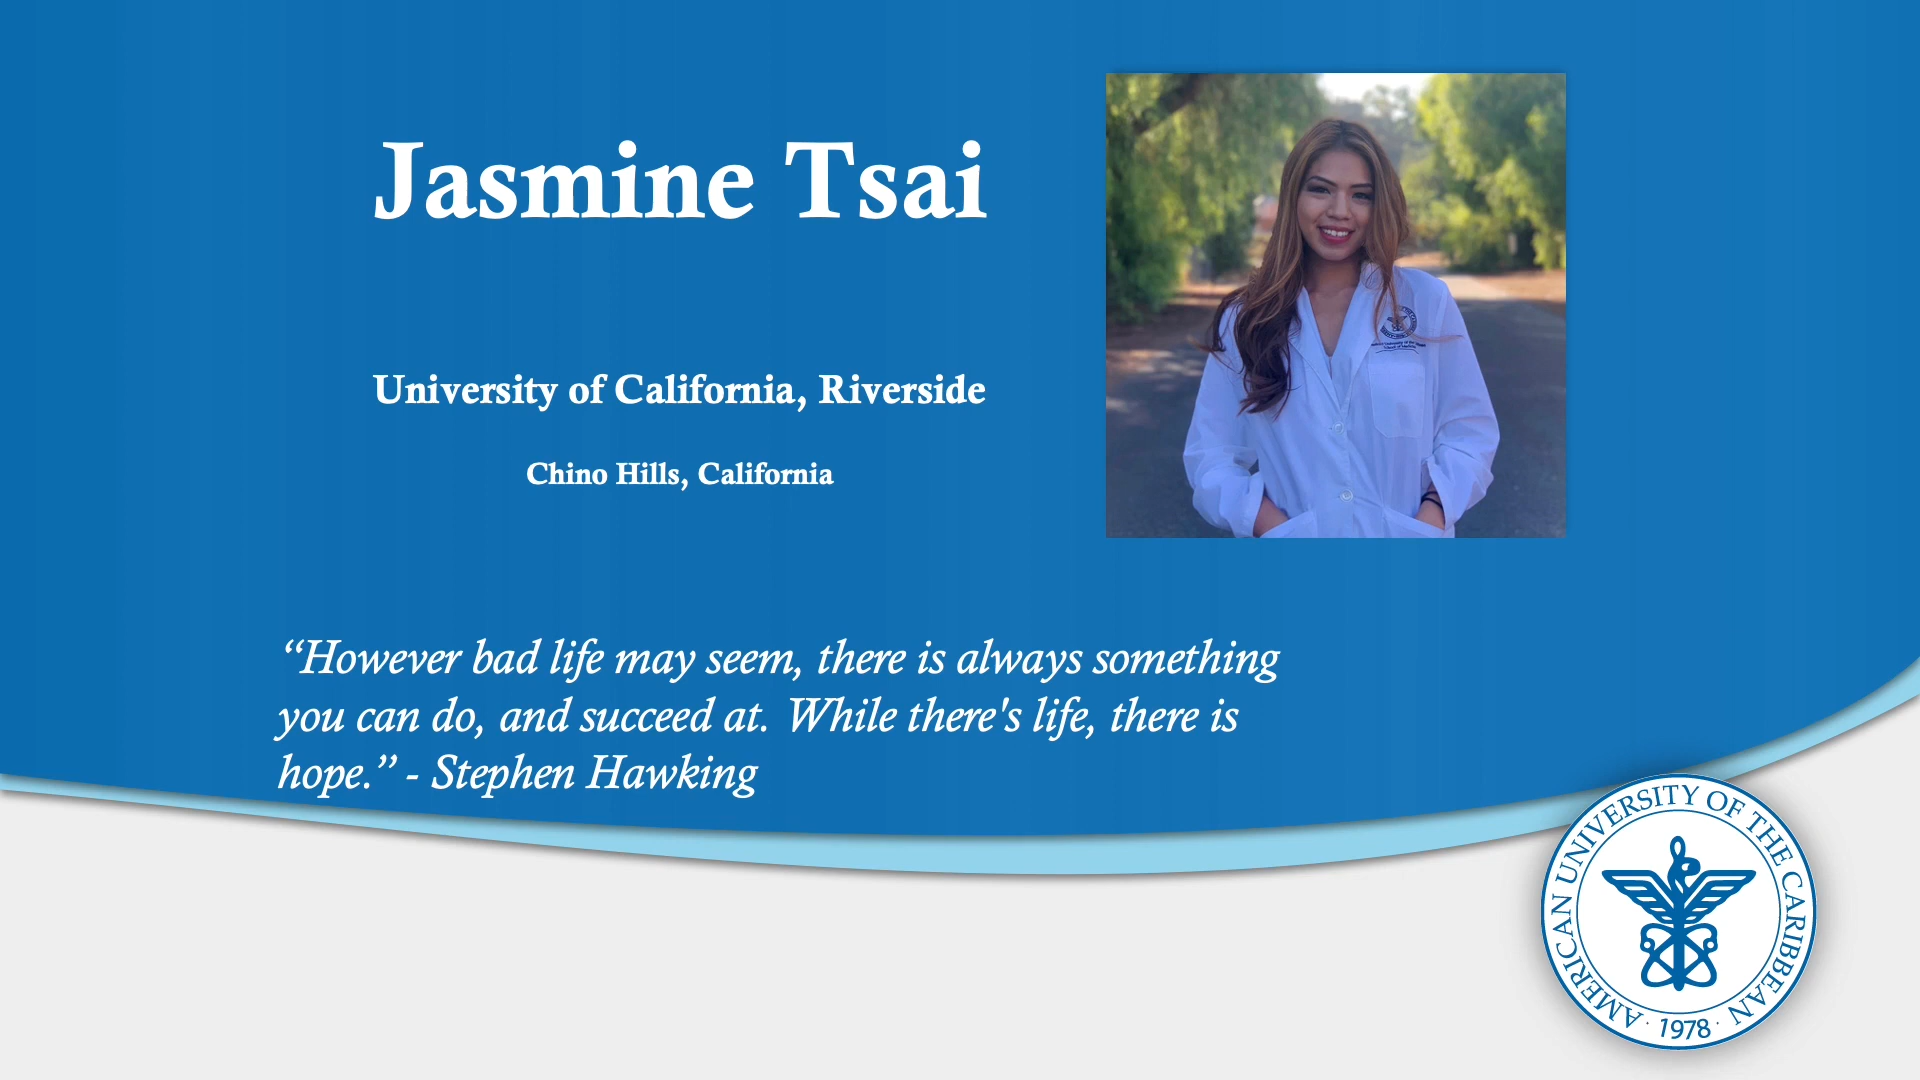 Jasmine Tsai
University of California, Riverside
Chino Hills, California
“However bad life may seem, there is always something
you can do, and succeed at.  While there's life, there is
hope.” - Stephen Hawking
AMERICAN UNIVERSITY OF THE CARIBBEAN
· 1978 ·